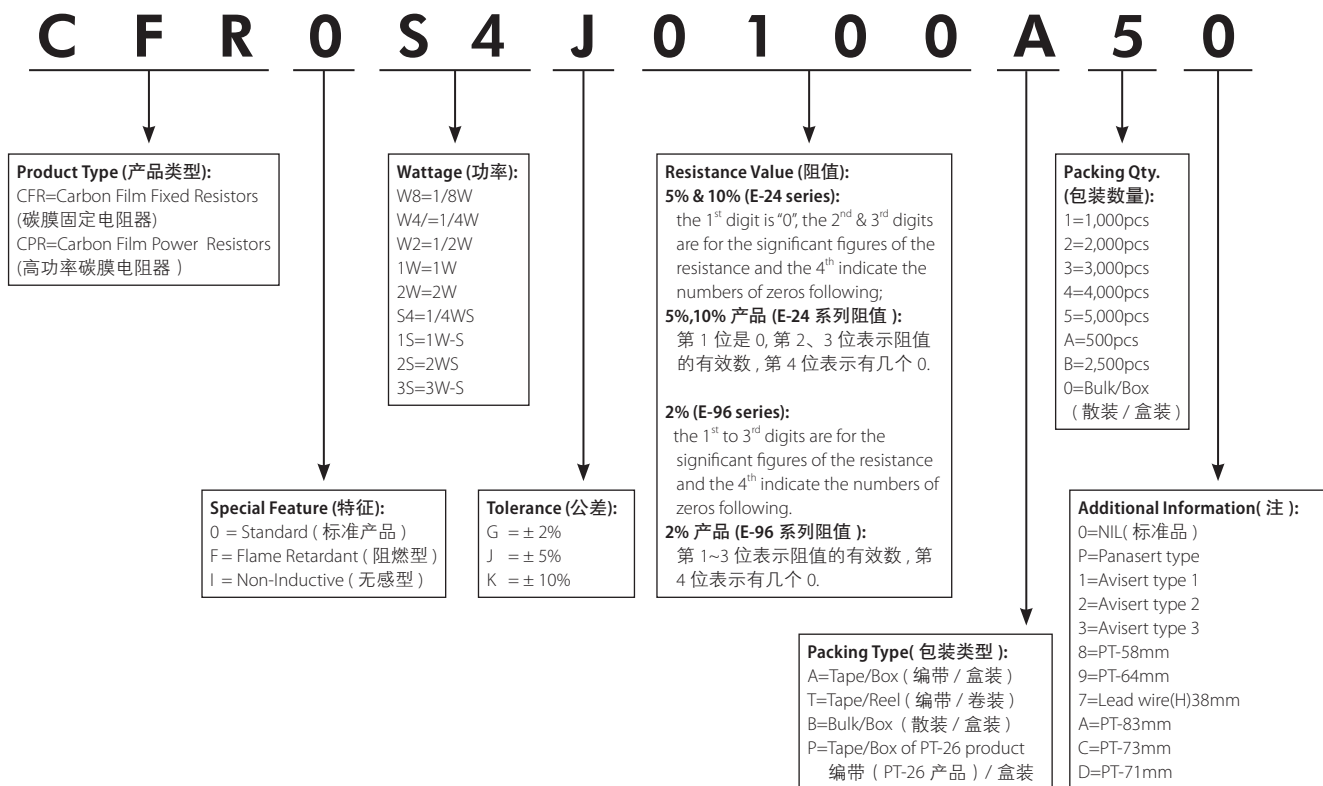 C F R 0 S 4 J 0 1 0 0 A 5 0
Product Type (产品类型):
CFR=Carbon Film Fixed Resistors
(碳膜固定电阻器)
CPR=Carbon Film Power Resistors
(高功率碳膜电阻器 )
Wattage (功率):
W8=1/8W
W4/=1/4W
W2=1/2W
1W=1W
2W=2W
S4=1/4WS
1S=1W-S
2S=2WS
3S=3W-S
Resistance Value (阻值):
5% & 10% (E-24 series):
the 1st digit is "0", the 2nd & 3rd digits
are for the significant figures of the
resistance and the 4th indicate the
numbers of zeros following;
5%,10% 产品 (E-24 系列阻值 ):
第 1 位是 0, 第 2、3 位表示阻值
的有效数 , 第 4 位表示有几个 0.
2% (E-96 series):
the 1st to 3rd digits are for the
significant figures of the resistance
and the 4th indicate the numbers of
zeros following.
2% 产品 (E-96 系列阻值 ):
第 1~3 位表示阻值的有效数 , 第
4 位表示有几个 0.
Packing Qty.
(包装数量):
1=1,000pcs
2=2,000pcs
3=3,000pcs
4=4,000pcs
5=5,000pcs
A=500pcs
B=2,500pcs
0=Bulk/Box
( 散装 / 盒装 )
Special Feature (特征):
0 = Standard ( 标准产品 )
F = Flame Retardant ( 阻燃型 )
I = Non-Inductive ( 无感型 )
Tolerance (公差):
G = ± 2%
J = ± 5%
K = ± 10%
Packing Type( 包装类型 ):
A=Tape/Box ( 编带 / 盒装 )
T=Tape/Reel ( 编带 / 卷装 )
B=Bulk/Box ( 散装 / 盒装 )
P=Tape/Box of PT-26 product
编带 ( PT-26 产品 ) / 盒装
Additional Information( 注 ):
0=NIL( 标准品 )
P=Panasert type
1=Avisert type 1
2=Avisert type 2
3=Avisert type 3
8=PT-58mm
9=PT-64mm
7=Lead wire(H)38mm
A=PT-83mm
C=PT-73mm
D=PT-71mm